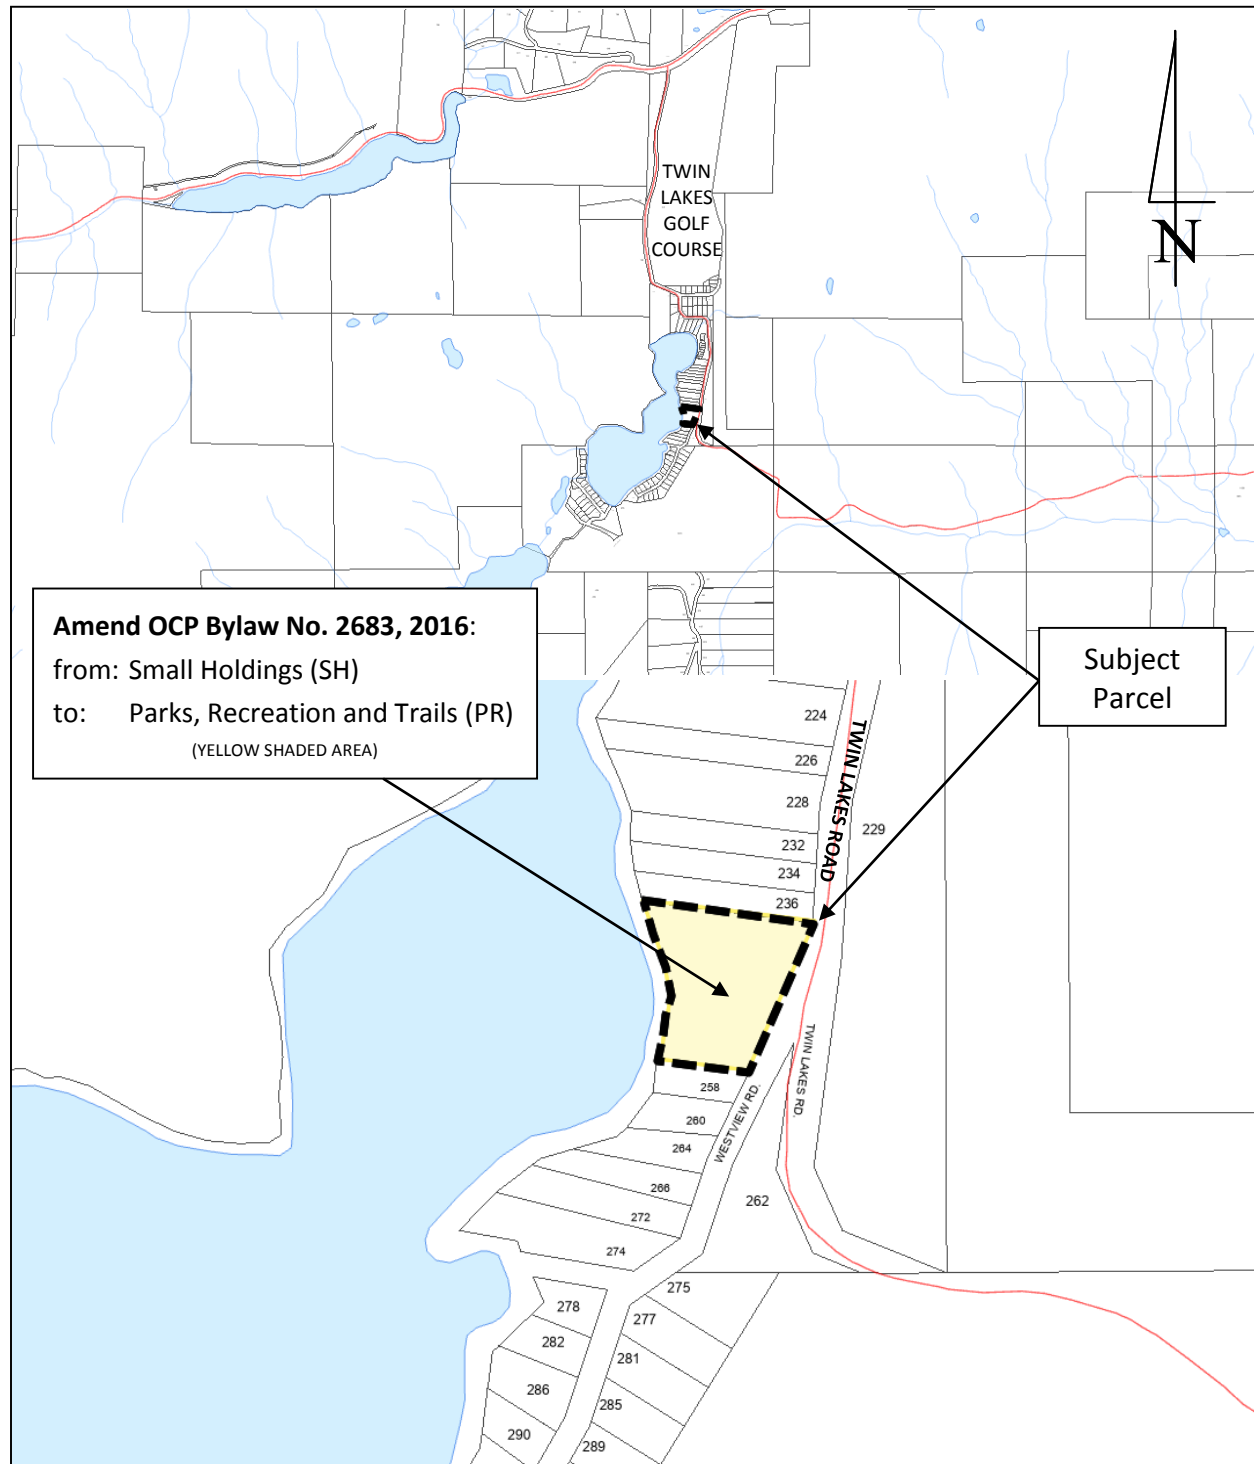 TWIN
LAKES
GOLF
COURSE
N
Amend OCP Bylaw No. 2683, 2016:
from: Small Holdings (SH)
to: Parks, Recreation and Trails (PR)
(YELLOW SHADED AREA)
Subject
Parcel
224
226
228
232
234
236
229
TWIN LAKES ROAD
TWIN LAKES RD.
WESTVIEW RD.
258
260
264
266
272
274
262
275
277
278
281
282
285
286
289
290